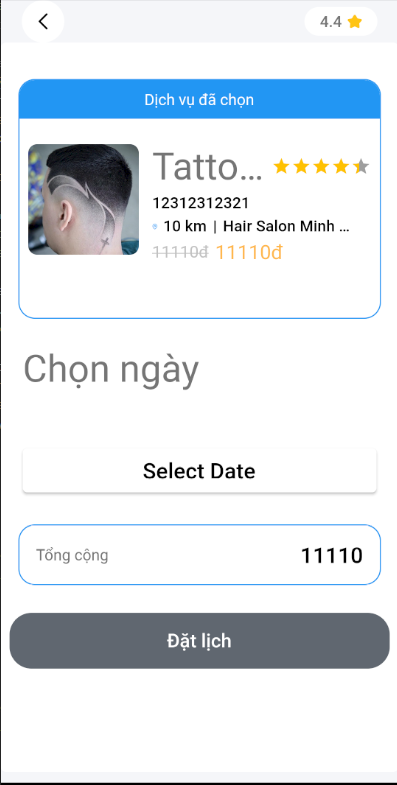 4.4
Dịch vụ đã chọn
Tatto...
12312312321
10 km | Hair Salon Minh ...
11110đ 11110đ
Chọn ngày
Select Date
Tổng cộng 11110
Đặt lịch